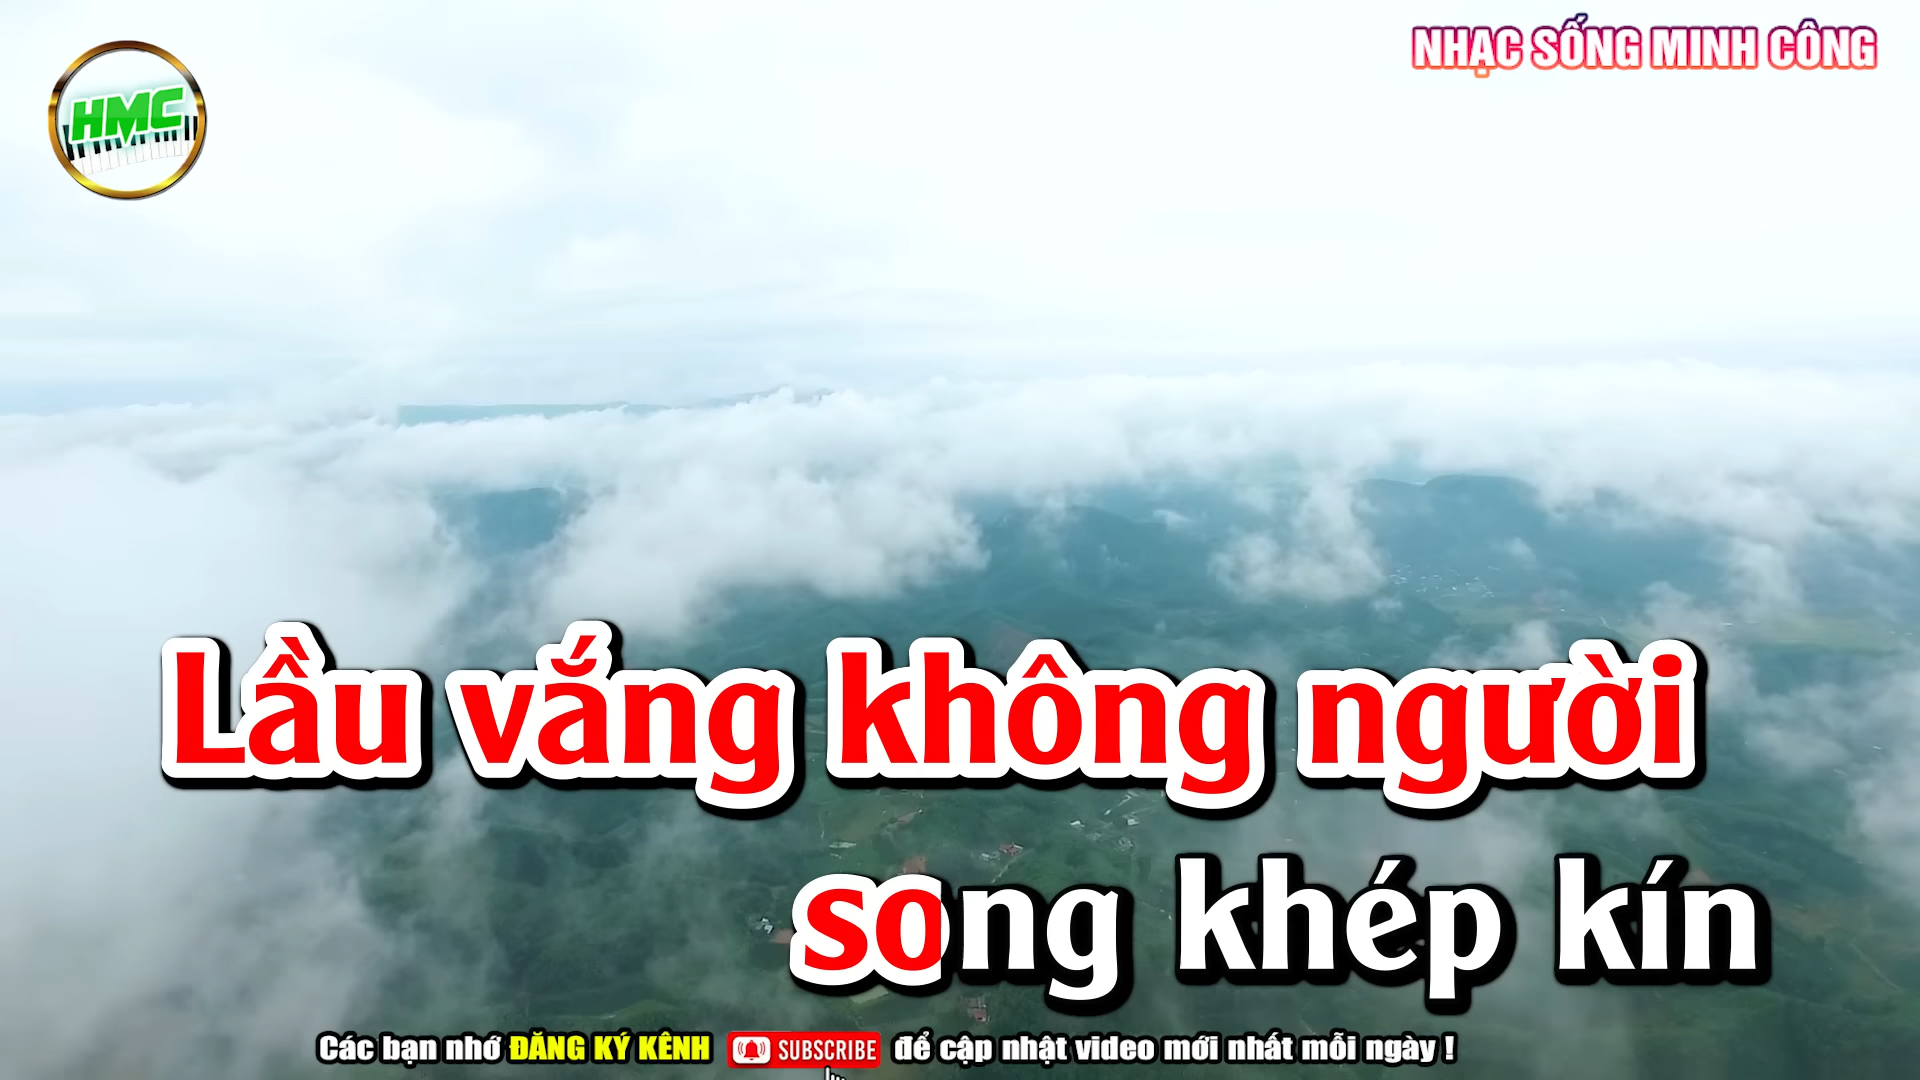 NHẠC SỐNG MINH CÔNG
HMC
Lầu vắng không người
song khép kín
Các bạn nhớ ĐĂNG KÝ KÊNH SUBSCRIBE để cập nhật video mới nhất mỗi ngày !